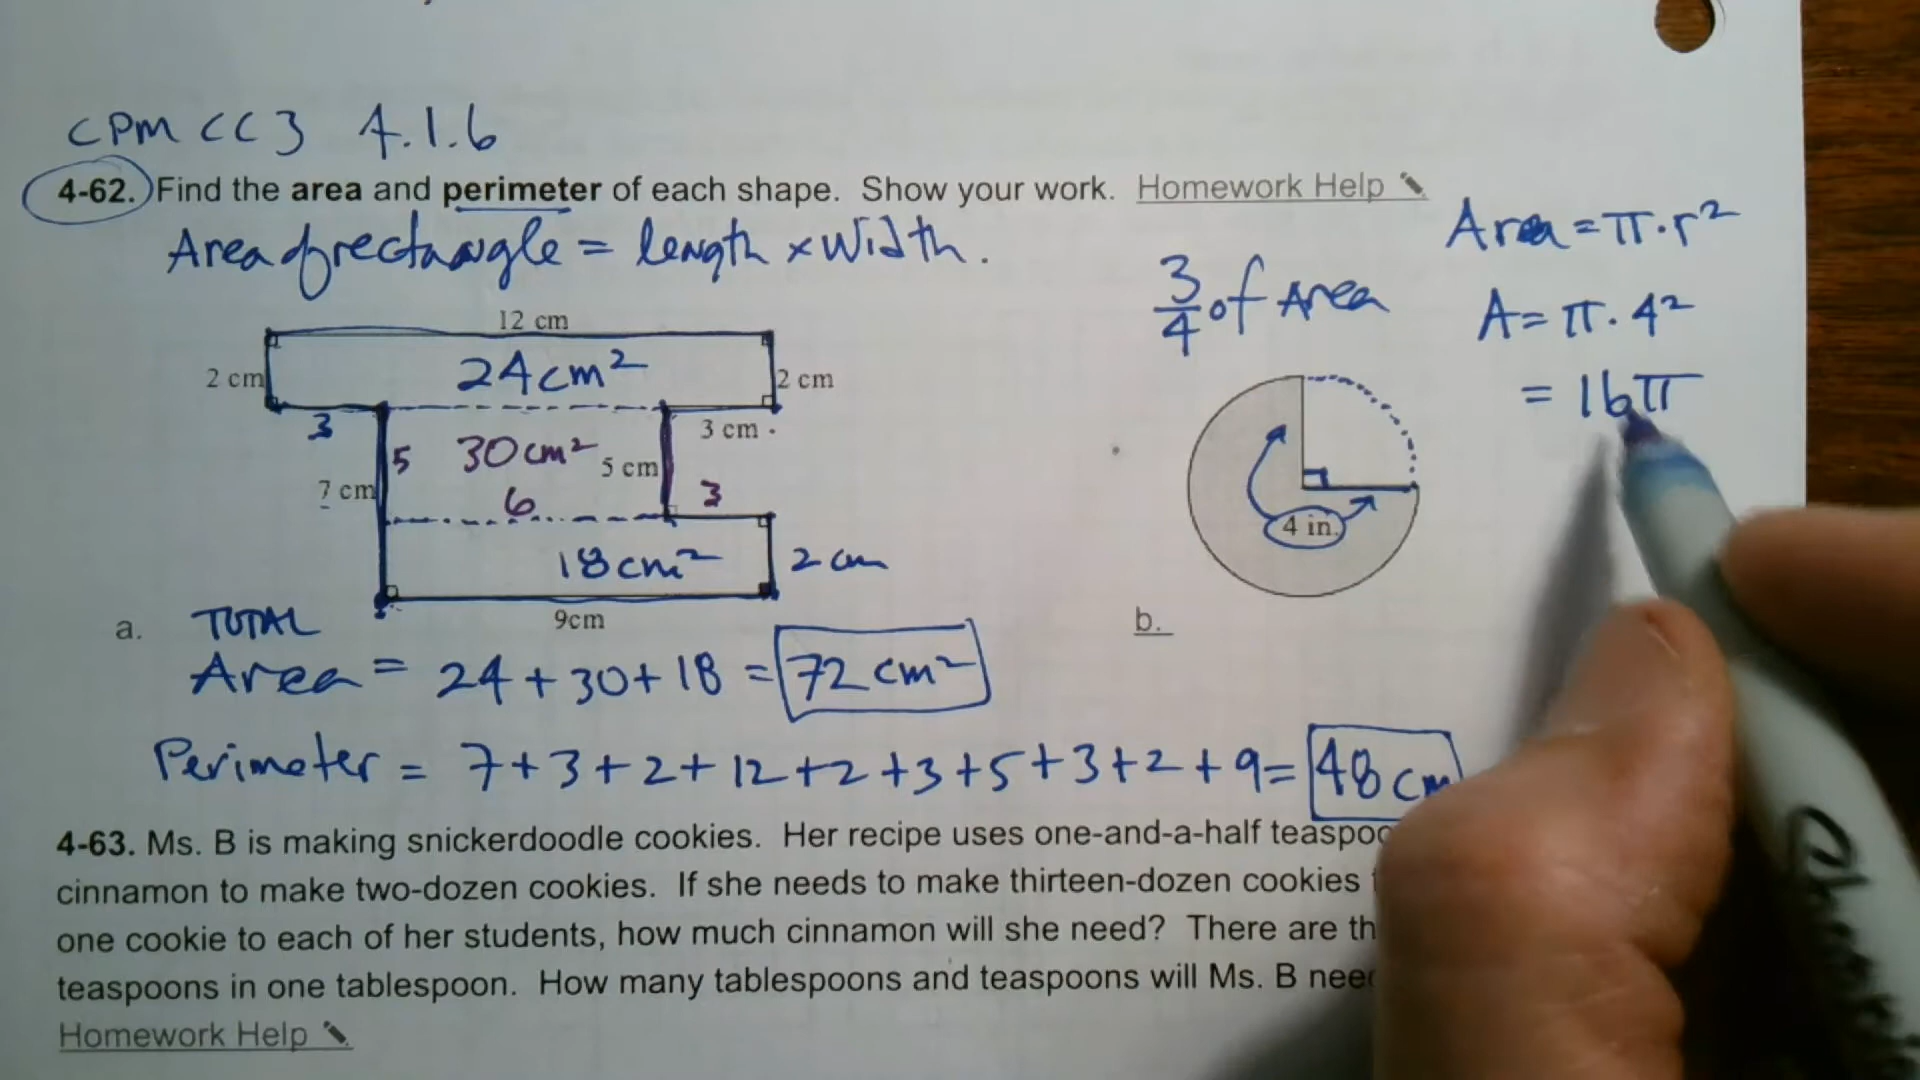 CPM CC3 4.1.6
4-62. Find the area and perimeter of each shape. Show your work. Homework Help
Area of rectangle = length x Width.
12 cm
2 cm
24cm²
2 cm
3
3 cm
5
30cm²
5 cm
7 cm
6
3
18cm²
2 cm
9cm
a.
TOTAL
Area = 24 + 30 + 18 = 72 cm²
Perimeter = 7+3+2+12+2+3+5+3+2+9= 48 cm
3/4 of Area
Area = π·r²
A = π·4²
= 16π
4 in.
b.
4-63. Ms. B is making snickerdoodle cookies. Her recipe uses one-and-a-half teaspoo
cinnamon to make two-dozen cookies. If she needs to make thirteen-dozen cookies
one cookie to each of her students, how much cinnamon will she need? There are th
teaspoons in one tablespoon. How many tablespoons and teaspoons will Ms. B nee
Homework Help